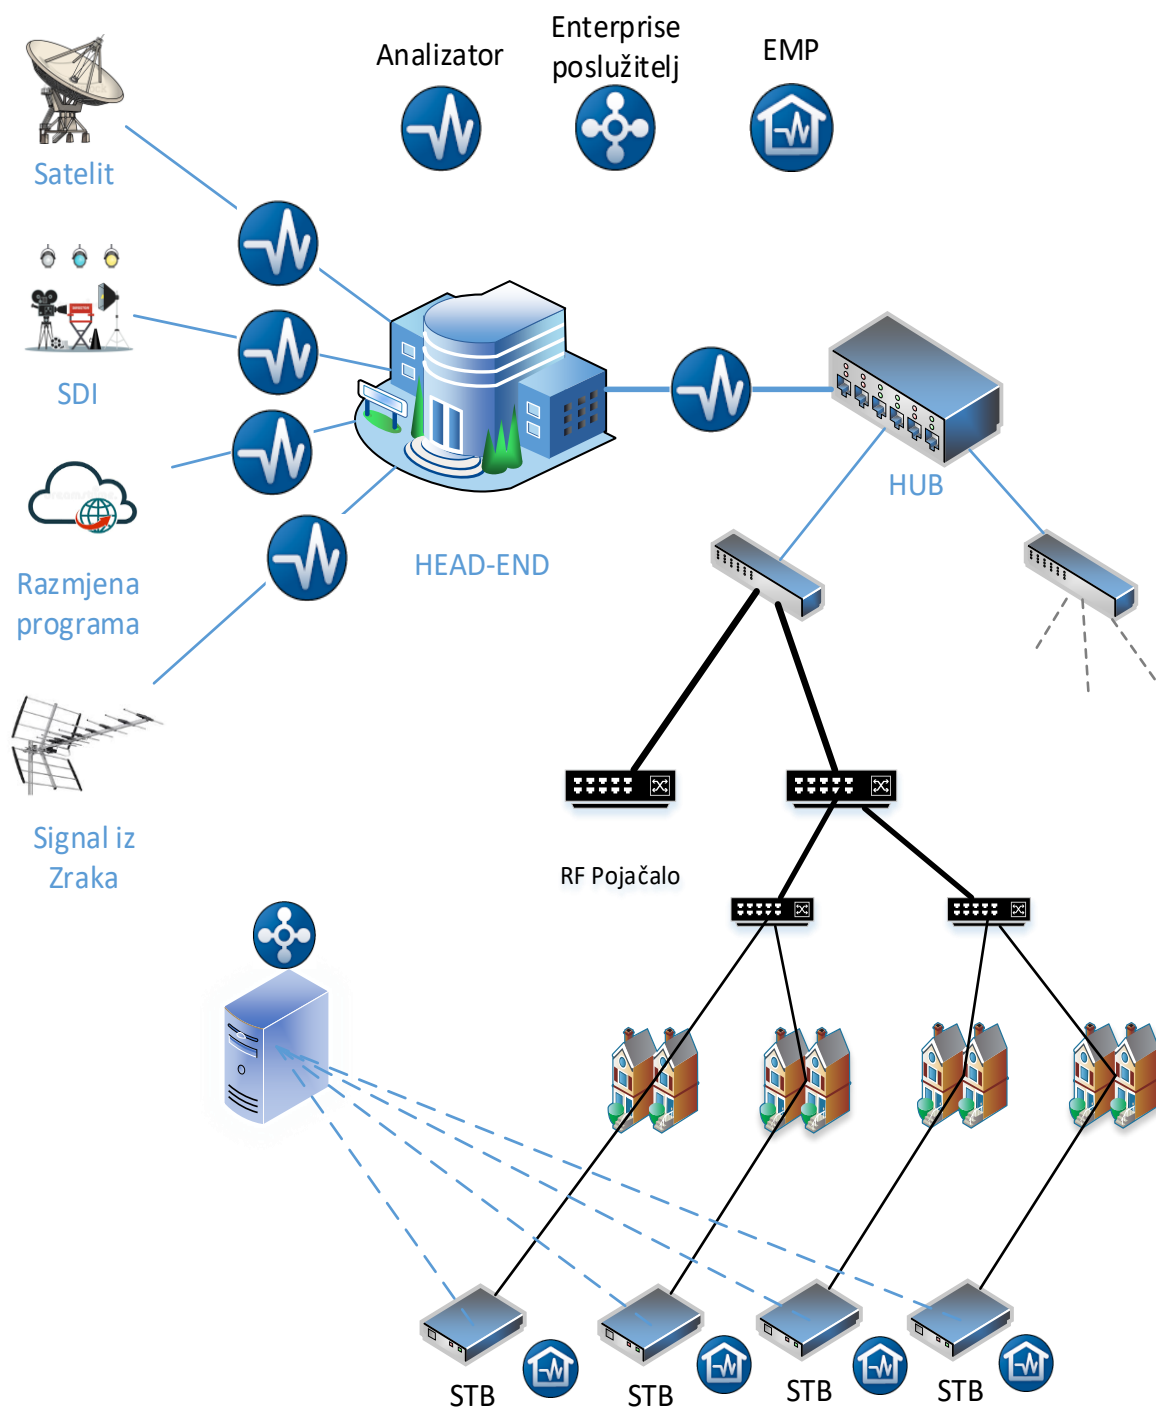 Analizator
Enterprise
poslužitelj
EMP
Satelit
SDI
Razmjena
programa
Signal iz
Zraka
HEAD-END
HUB
RF Pojačalo
STB
STB
STB
STB